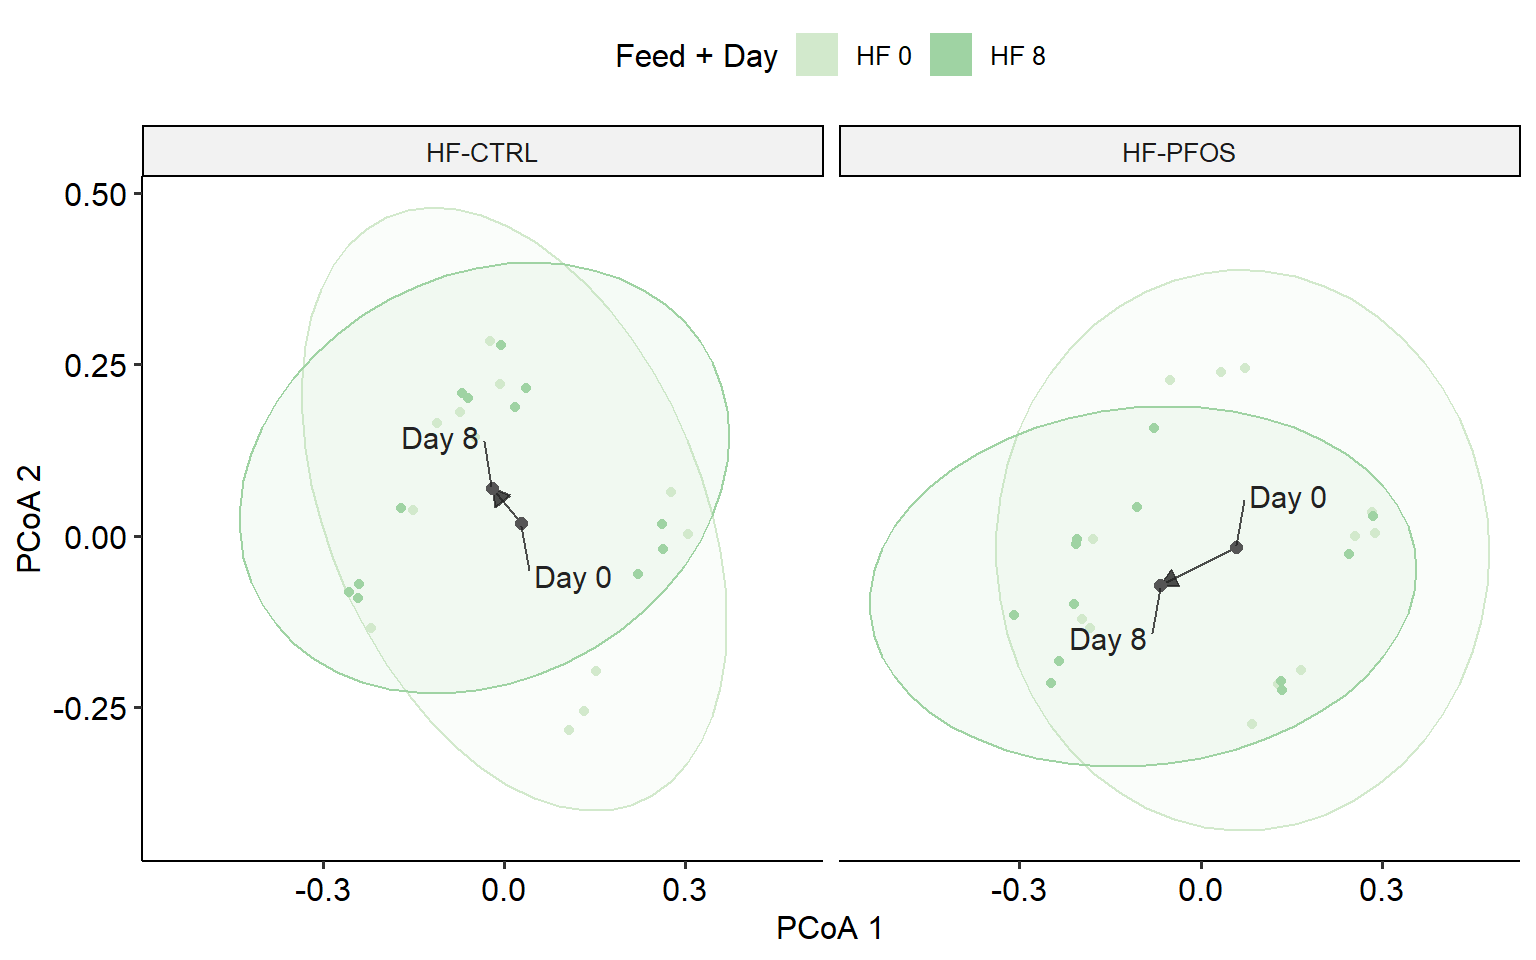 Feed + Day HF 0 HF 8
HF-CTRL
HF-PFOS
PCoA 2
0.50
0.25
0.00
-0.25
Day 8
Day 0
Day 0
Day 8
-0.3 0.0 0.3
-0.3 0.0 0.3
PCoA 1